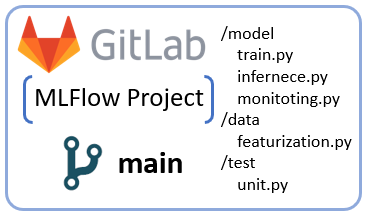 GitLab
[MLFlow Project]
main
/model
train.py
infernece.py
monitoting.py
/data
featurization.py
/test
unit.py